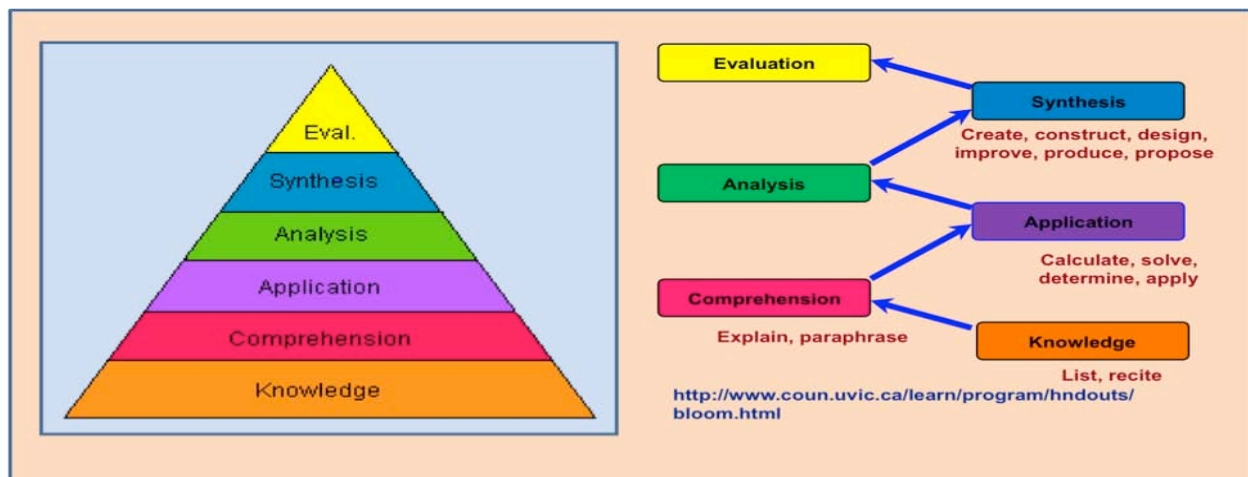 Eval.
Synthesis
Analysis
Application
Comprehension
Knowledge
Evaluation
Synthesis
Create, construct, design,
improve, produce, propose
Analysis
Application
Calculate, solve,
determine, apply
Comprehension
Explain, paraphrase
Knowledge
List, recite
http://www.coun.uvic.ca/learn/program/hndouts/
bloom.html